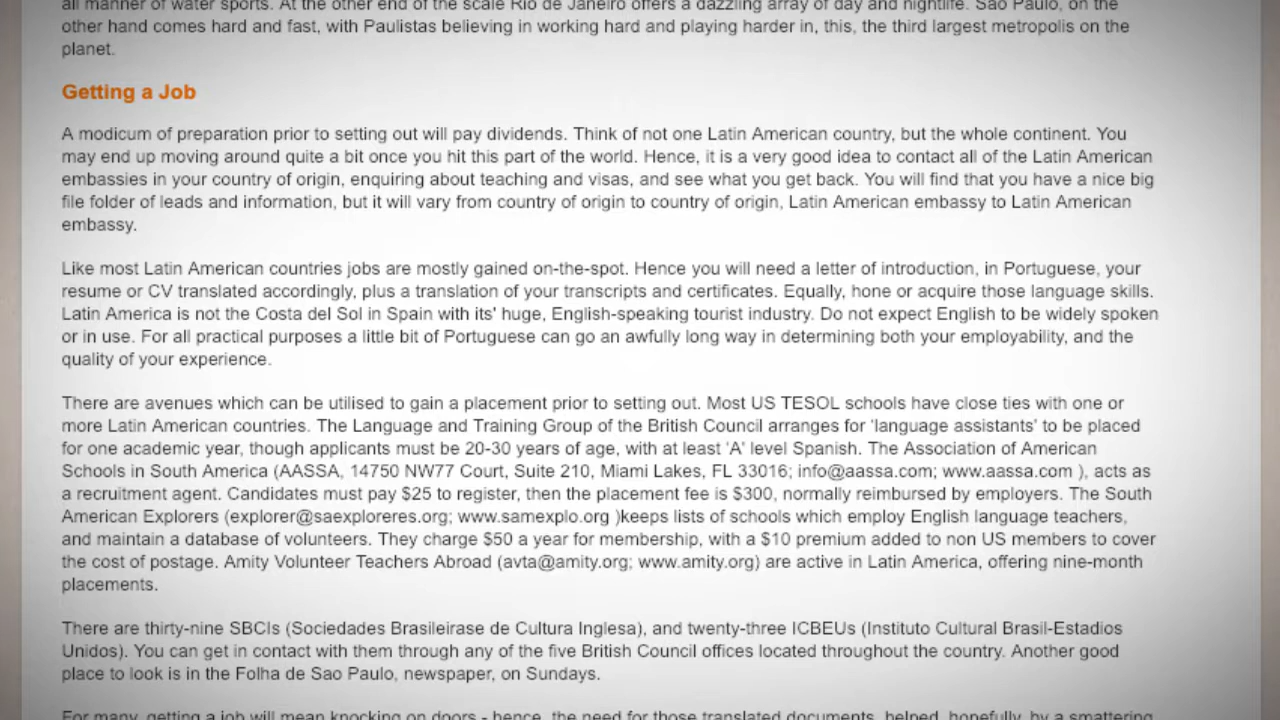 all manner of water sports. At the other end of the scale Rio de Janeiro offers a dazzling array of day and nightlife. Sao Paulo, on the
other hand comes hard and fast, with Paulistas believing in working hard and playing harder in, this, the third largest metropolis on the
planet.
Getting a Job
A modicum of preparation prior to setting out will pay dividends. Think of not one Latin American country, but the whole continent. You
may end up moving around quite a bit once you hit this part of the world. Hence, it is a very good idea to contact all of the Latin American
embassies in your country of origin, enquiring about teaching and visas, and see what you get back. You will find that you have a nice big
file folder of leads and information, but it will vary from country of origin to country of origin, Latin American embassy to Latin American
embassy.
Like most Latin American countries jobs are mostly gained on-the-spot. Hence you will need a letter of introduction, in Portuguese, your
resume or CV translated accordingly, plus a translation of your transcripts and certificates. Equally, hone or acquire those language skills.
Latin America is not the Costa del Sol in Spain with its' huge, English-speaking tourist industry. Do not expect English to be widely spoken
or in use. For all practical purposes a little bit of Portuguese can go an awfully long way in determining both your employability, and the
quality of your experience.
There are avenues which can be utilised to gain a placement prior to setting out. Most US TESOL schools have close ties with one or
more Latin American countries. The Language and Training Group of the British Council arranges for 'language assistants' to be placed
for one academic year, though applicants must be 20-30 years of age, with at least 'A' level Spanish. The Association of American
Schools in South America (AASSA, 14750 NW77 Court, Suite 210, Miami Lakes, FL 33016; info@aassa.com; www.aassa.com ), acts as
a recruitment agent. Candidates must pay $25 to register, then the placement fee is $300, normally reimbursed by employers. The South
American Explorers (explorer@saexploreres.org; www.samexplo.org )keeps lists of schools which employ English language teachers,
and maintain a database of volunteers. They charge $50 a year for membership, with a $10 premium added to non US members to cover
the cost of postage. Amity Volunteer Teachers Abroad (avta@amity.org; www.amity.org) are active in Latin America, offering nine-month
placements.
There are thirty-nine SBCIs (Sociedades Brasileirase de Cultura Inglesa), and twenty-three ICBEUs (Instituto Cultural Brasil-Estadios
Unidos). You can get in contact with them through any of the five British Council offices located throughout the country. Another good
place to look is in the Folha de Sao Paulo, newspaper, on Sundays.
For many, getting a job will mean knocking on doors - hence, the need for those translated documents, helped, hopefully, by a smattering